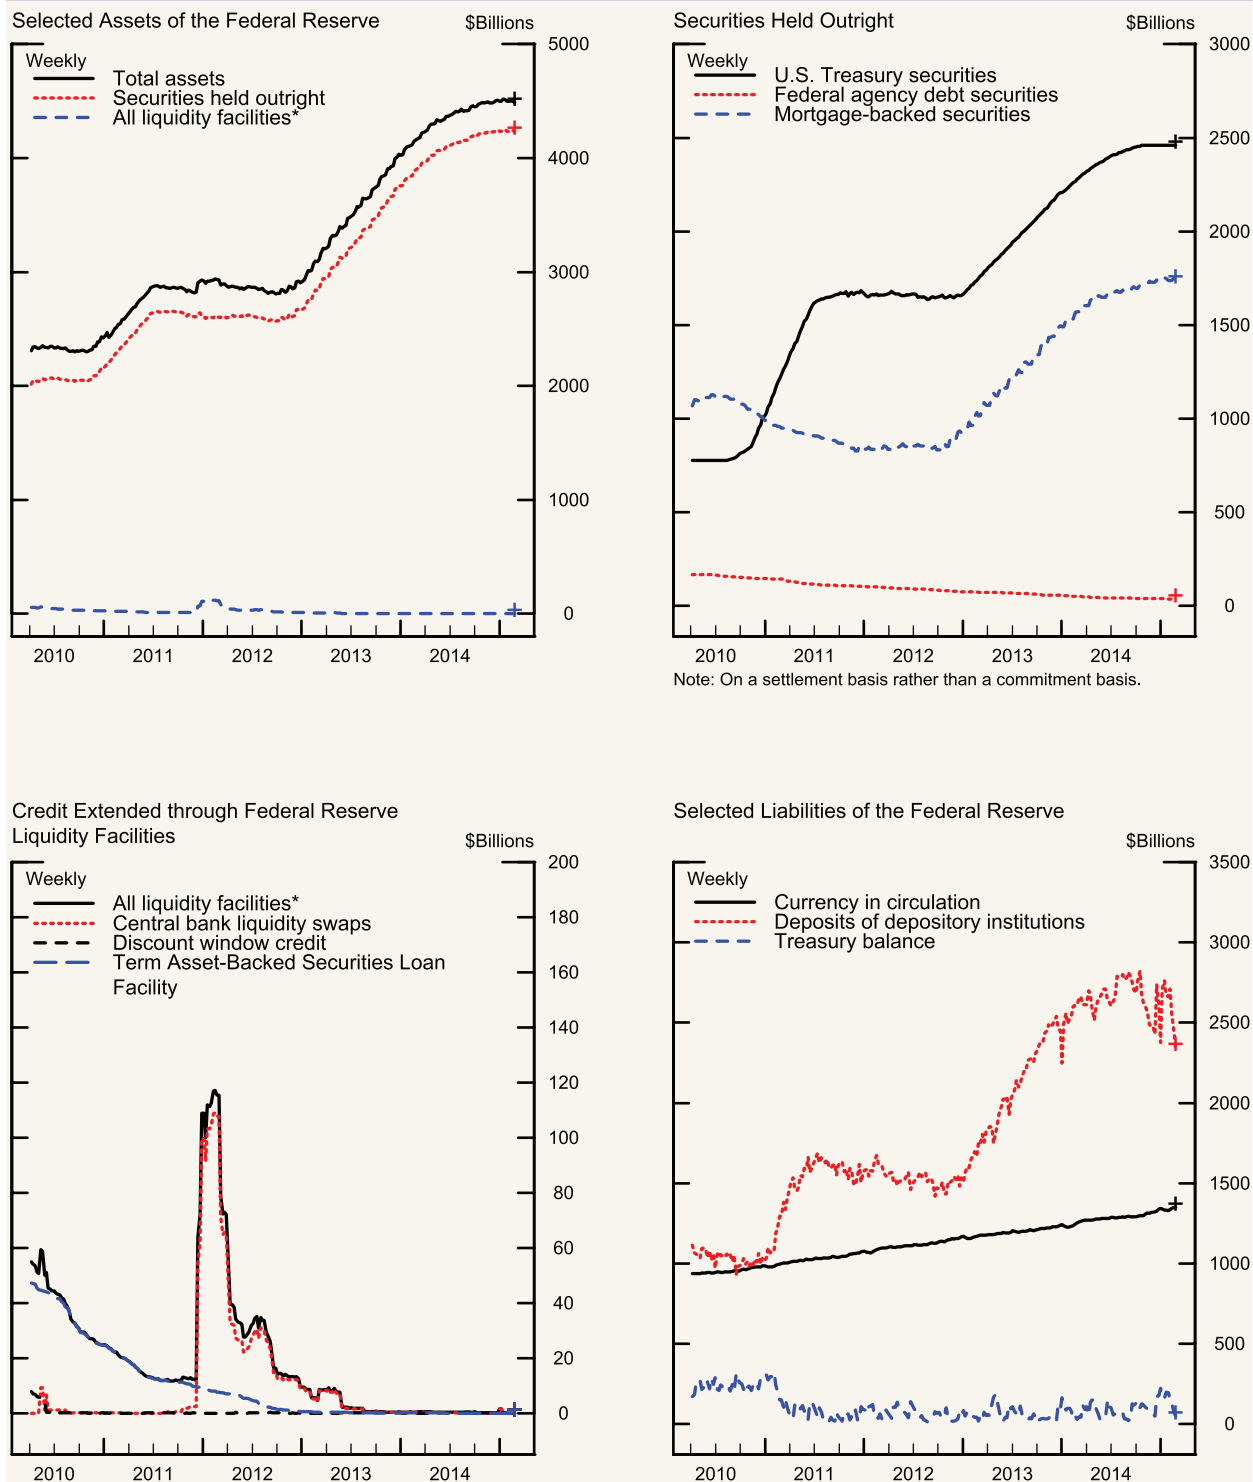 Selected Assets of the Federal Reserve
$Billions
Weekly
Total assets
Securities held outright
All liquidity facilities*
5000
4000
3000
2000
1000
0
2010 2011 2012 2013 2014
Securities Held Outright
$Billions
Weekly
U.S. Treasury securities
Federal agency debt securities
Mortgage-backed securities
3000
2500
2000
1500
1000
500
0
2010 2011 2012 2013 2014
Note: On a settlement basis rather than a commitment basis.
Credit Extended through Federal Reserve
Liquidity Facilities
$Billions
Weekly
All liquidity facilities*
Central bank liquidity swaps
Discount window credit
Term Asset-Backed Securities Loan
Facility
200
180
160
140
120
100
80
60
40
20
0
2010 2011 2012 2013 2014
Selected Liabilities of the Federal Reserve
$Billions
Weekly
Currency in circulation
Deposits of depository institutions
Treasury balance
3500
3000
2500
2000
1500
1000
500
0
2010 2011 2012 2013 2014